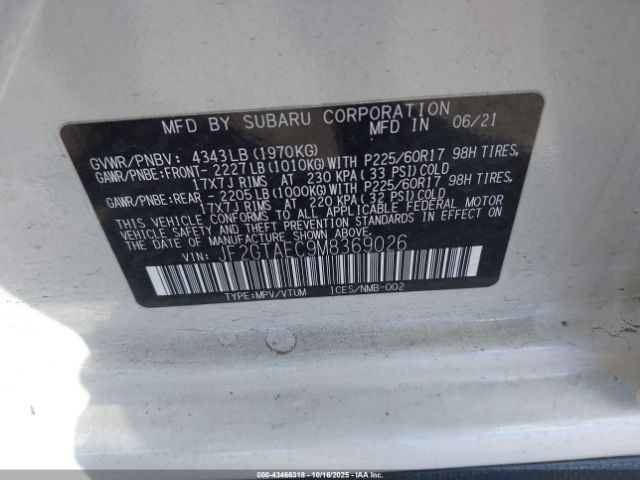 MFD BY SUBARU CORPORATION
MFD IN 06/21
GVWR/PNBV: 4343LB(1970KG)
GAWR/PNBE:FRONT- 2227LB(1010KG)WITH P225/60R17 98H TIRES,
17X7J RIMS AT 230 KPA(33 PSI)COLD
GAWR/PNBE:REAR - 2205LB(1000KG)WITH P225/60R17 98H TIRES,
17X7J RIMS AT 220 KPA(32 PSI)COLD
THIS VEHICLE CONFORMS TO ALL APPLICABLE FEDERAL MOTOR
VEHICLE SAFETY AND THEFT PREVENTION STANDARDS IN EFFECT ON
THE DATE OF MANUFACTURE SHOWN ABOVE.
VIN: JF2GTAEC9M8369026
TYPE:MPV/VTUM ICES/NMB-002
000-43466318 - 10/16/2025 - IAA Inc.